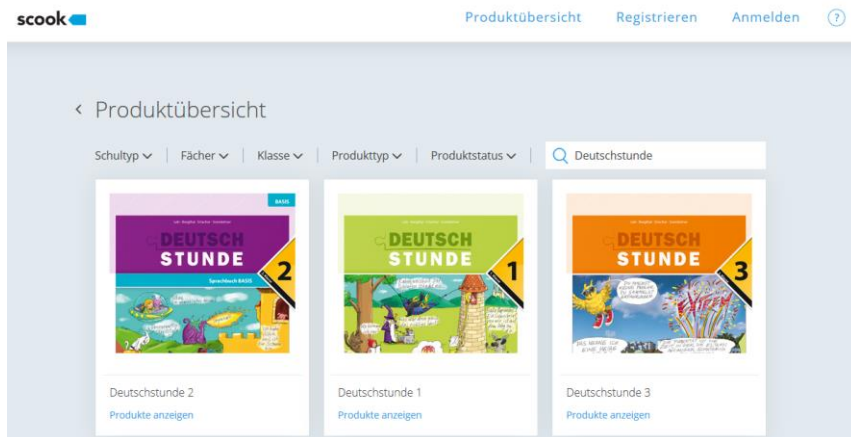 scook
Produktübersicht Registrieren Anmelden ?
< Produktübersicht
Schultyp Fächer Klasse Produkttyp Produktstatus Deutschstunde
BASIS
DEUTSCH
STUNDE
2
Sprachbuch BASIS
DEUTSCH
STUNDE
1
DEUTSCH
STUNDE
3
EXTREM
Deutschstunde 2
Produkte anzeigen
Deutschstunde 1
Produkte anzeigen
Deutschstunde 3
Produkte anzeigen